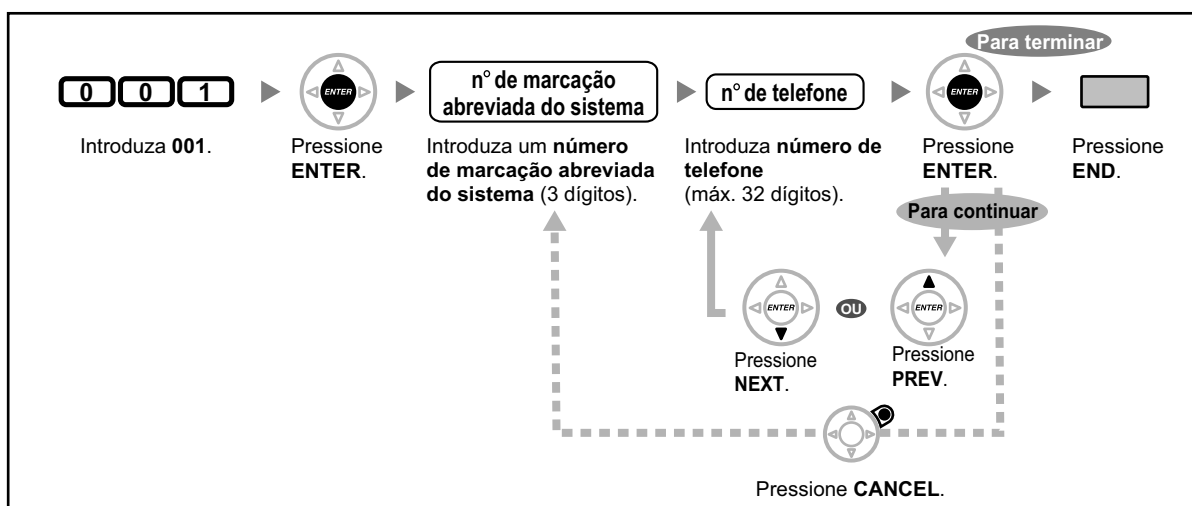 Para terminar
0 0 1
ENTER
n° de marcação
abreviada do sistema
n° de telefone
ENTER
Introduza 001.
Pressione
ENTER.
Introduza um número
de marcação abreviada
do sistema (3 dígitos).
Introduza número de
telefone
(máx. 32 dígitos).
Pressione
ENTER.
Pressione
END.
Para continuar
ENTER
OU
ENTER
Pressione
NEXT.
Pressione
PREV.
Pressione CANCEL.